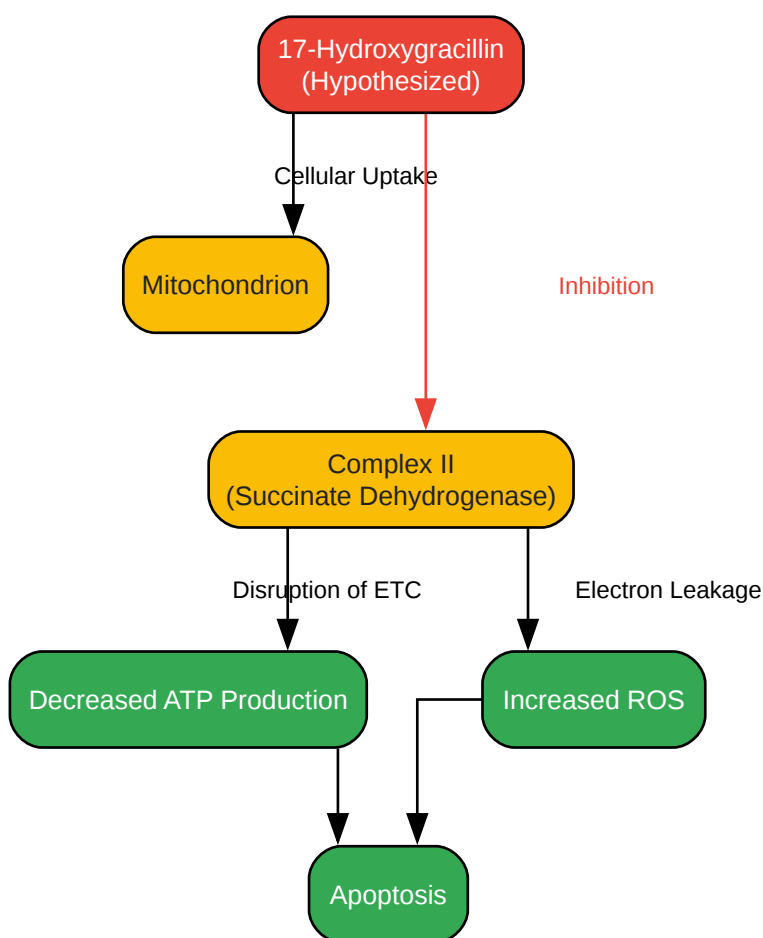 17-Hydroxygracillin
(Hypothesized)
Cellular Uptake
Mitochondrion
Inhibition
Complex II
(Succinate Dehydrogenase)
Disruption of ETC
Electron Leakage
Decreased ATP Production
Increased ROS
Apoptosis